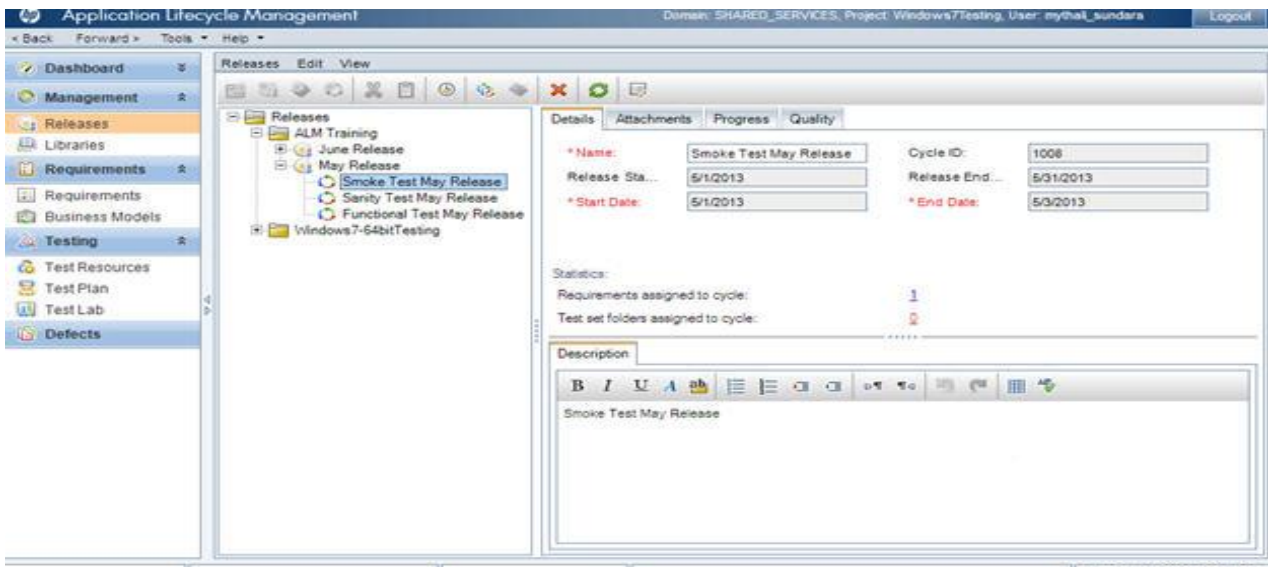 hp Application Lifecycle Management Domain: SHARED_SERVICES, Project: Windows7Testing, User: mythail_sundara Logout
< Back Forward > Tools Help
Dashboard
Management
Releases
Libraries
Requirements
Requirements
Business Models
Testing
Test Resources
Test Plan
Test Lab
Defects
Releases Edit View
Releases
ALM Training
June Release
May Release
Smoke Test May Release
Sanity Test May Release
Functional Test May Release
Windows7-64bitTesting
Details Attachments Progress Quality
*Name: Smoke Test May Release Cycle ID: 1008
Release Sta... 5/1/2013 Release End... 5/31/2013
*Start Date: 5/1/2013 *End Date: 5/3/2013
Statistics:
Requirements assigned to cycle: 1
Test set folders assigned to cycle: 0
Description
B I U A ab
Smoke Test May Release